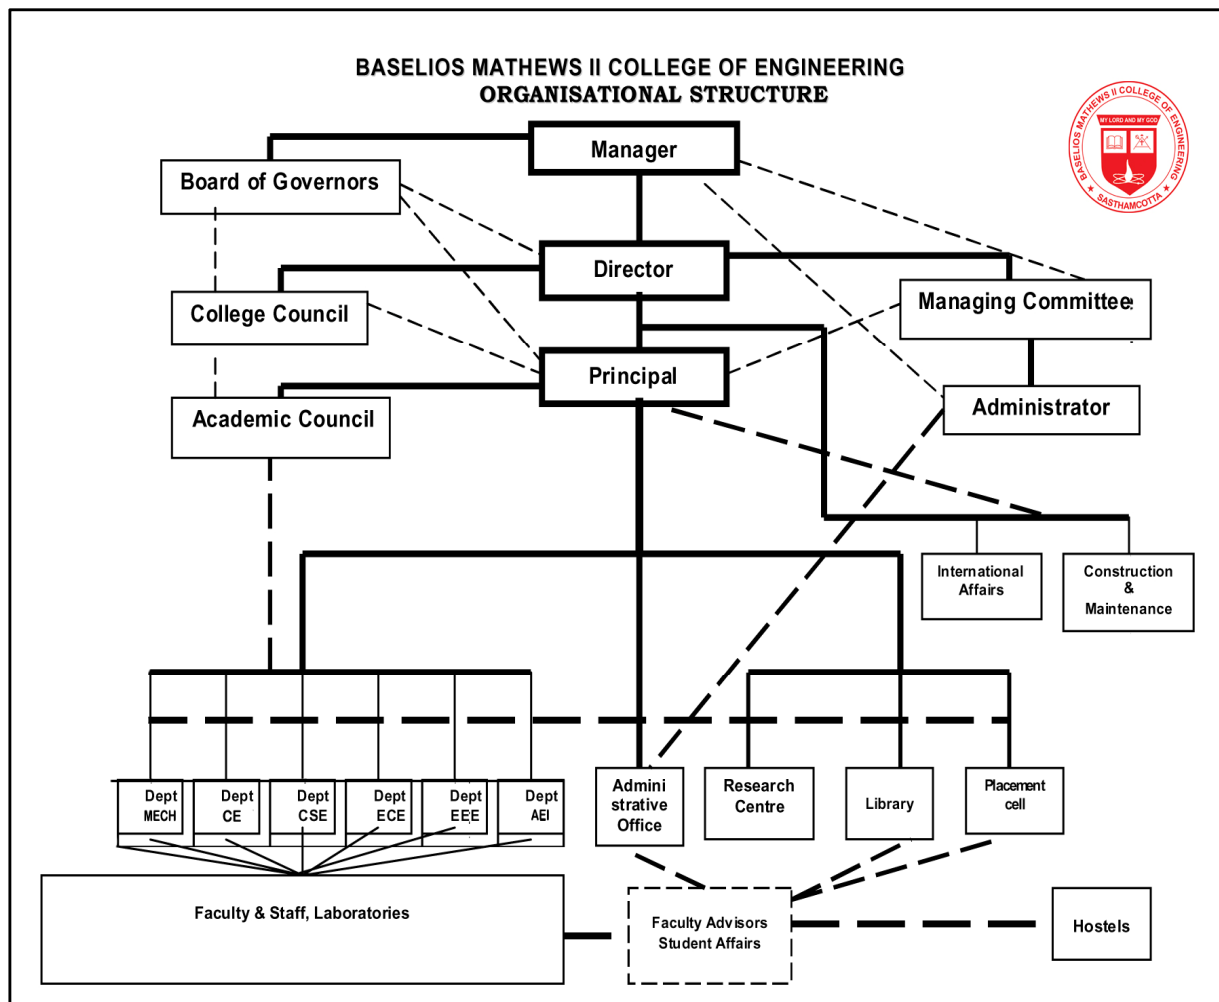 BASELIOS MATHEWS II COLLEGE OF ENGINEERING
ORGANISATIONAL STRUCTURE
BASELIOS MATHEWS II COLLEGE OF ENGINEERING
MY LORD AND MY GOD
SASTHAMCOTTA
Manager
Board of Governors
Director
College Council
Managing Committee:
Principal
Academic Council
Administrator
International
Affairs
Construction
&
Maintenance
Dept
MECH
Dept
CE
Dept
CSE
Dept
ECE
Dept
EEE
Dept
AEI
Admini
strative
Office
Research
Centre
Library
Placement
cell
Faculty & Staff, Laboratories
Faculty Advisors
Student Affairs
Hostels